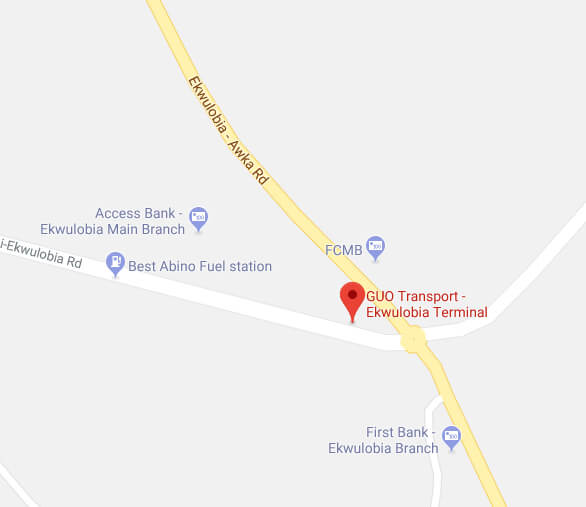 Ekwulobia - Awka Rd
Access Bank -
Ekwulobia Main Branch
i-Ekwulobia Rd
Best Abino Fuel station
FCMB
GUO Transport -
Ekwulobia Terminal
First Bank -
Ekwulobia Branch